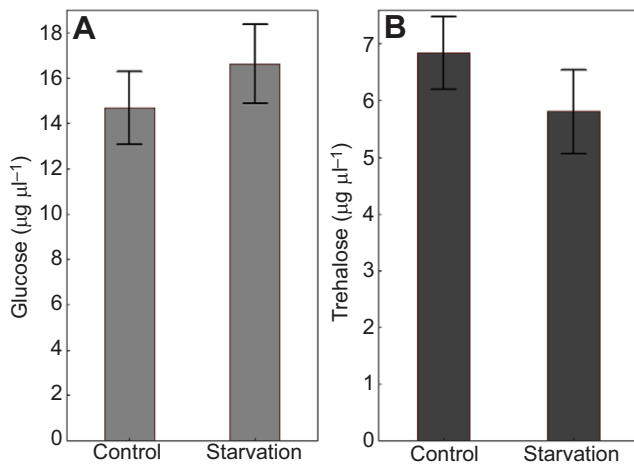 A
Glucose (µg µl–1)
18
16
14
12
10
8
6
4
2
0
Control
Starvation
B
Trehalose (µg µl–1)
7
6
5
4
3
2
1
0
Control
Starvation